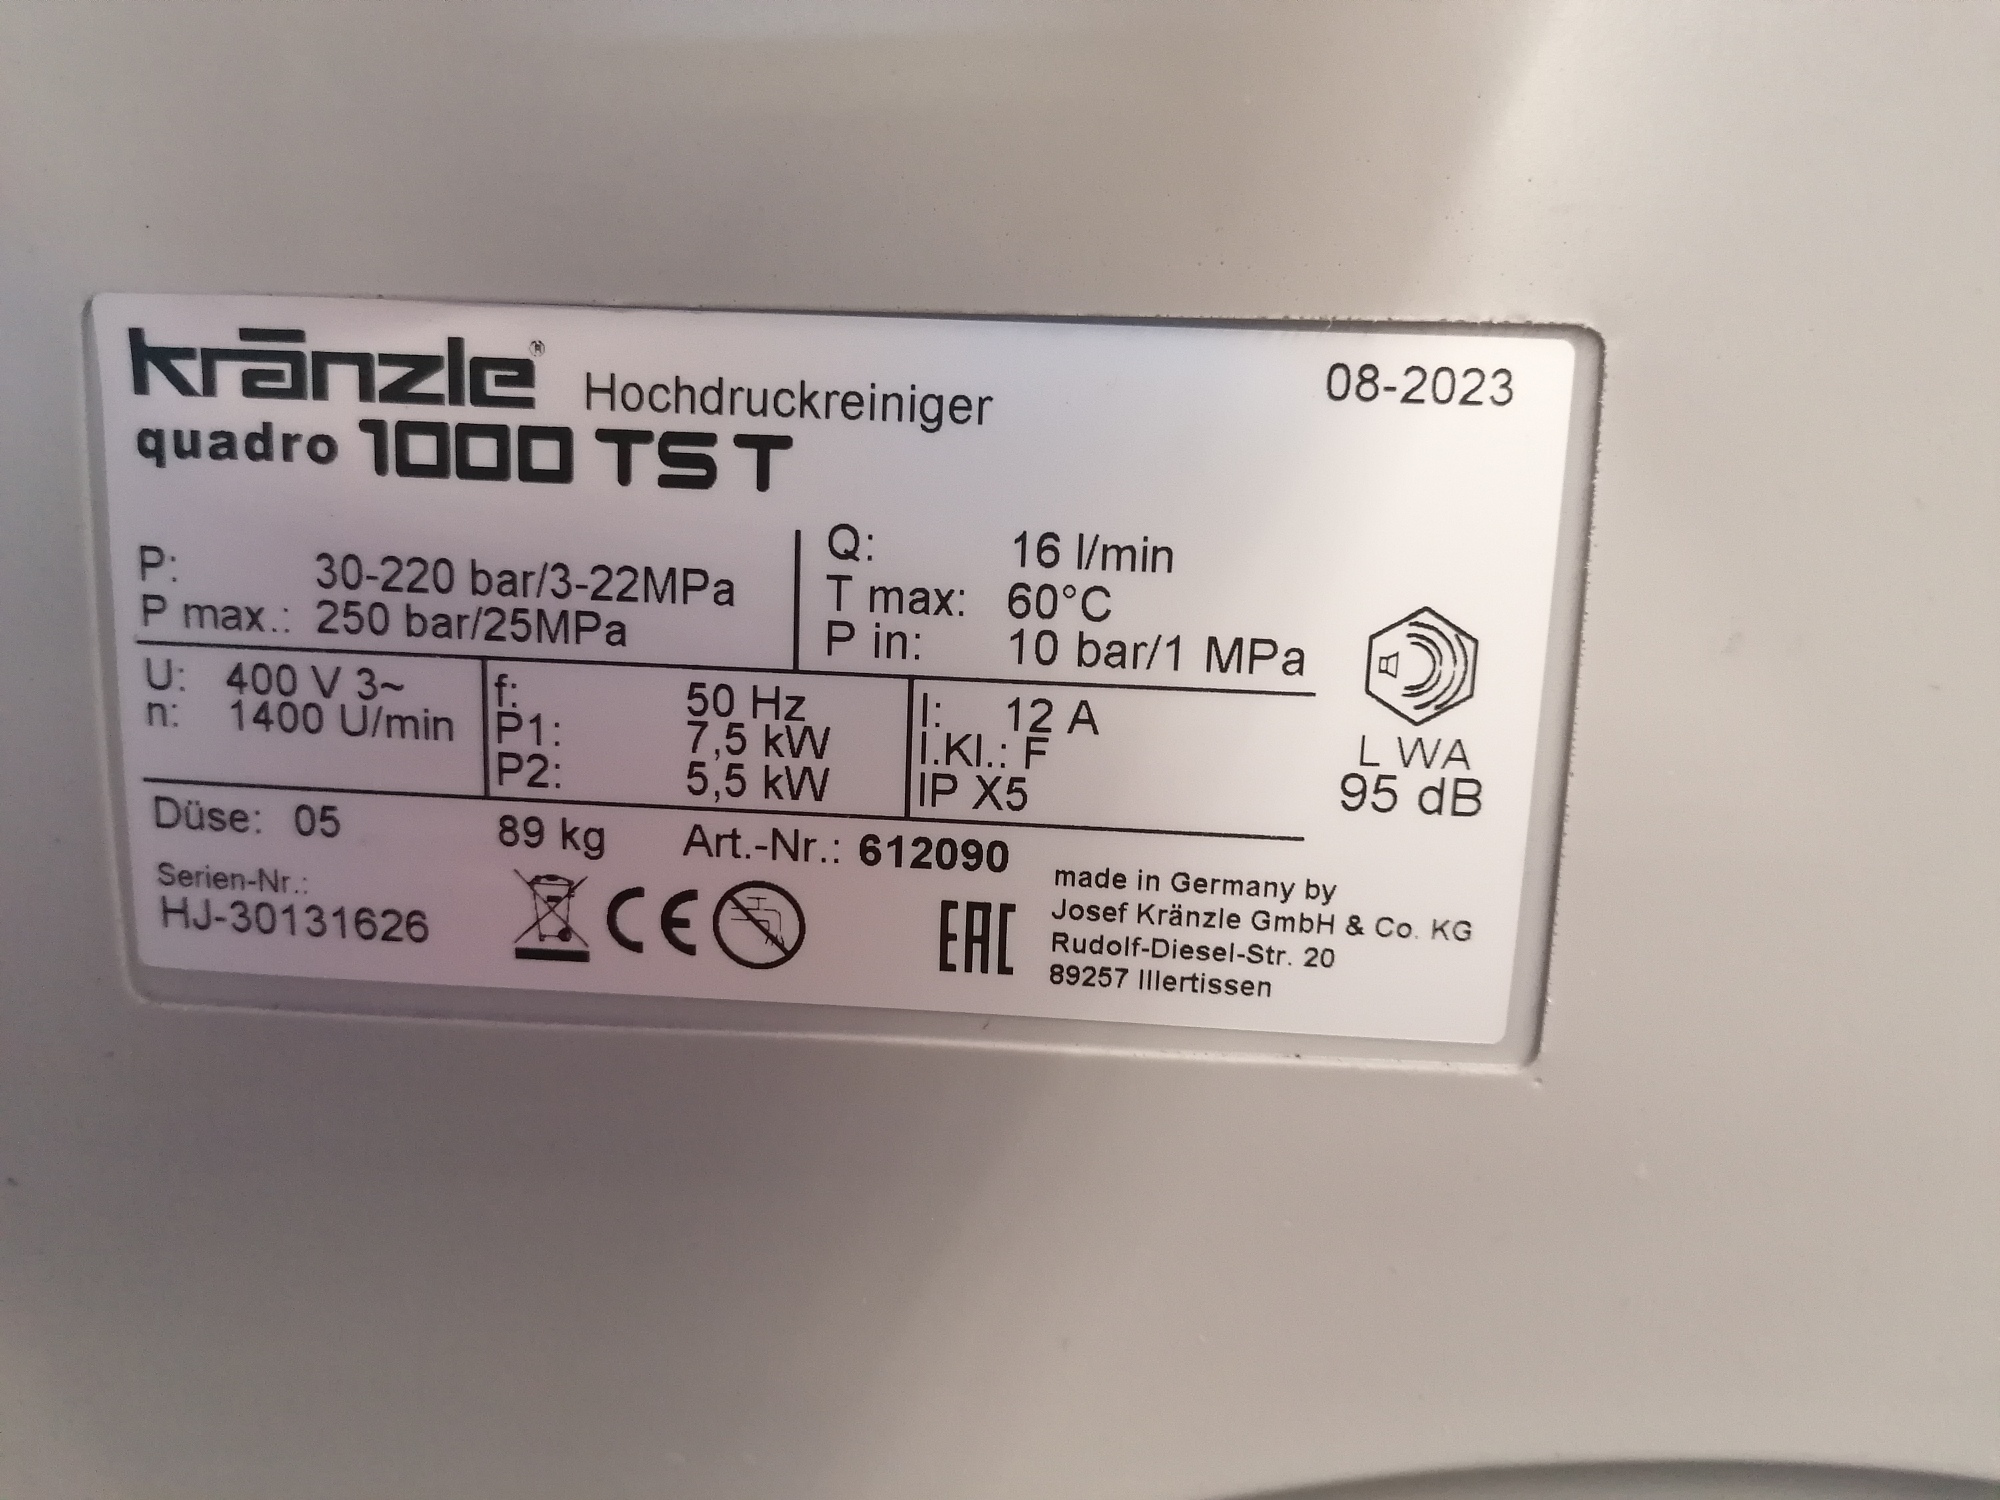 kränzle® Hochdruckreiniger 08-2023
quadro 1000 TS T
P: 30-220 bar/3-22MPa
P max.: 250 bar/25MPa
Q: 16 l/min
T max: 60°C
P in: 10 bar/1 MPa
U: 400 V 3~
n: 1400 U/min
f: 50 Hz
P1: 7,5 kW
P2: 5,5 kW
I: 12 A
I.Kl.: F
IP X5
L WA
95 dB
Düse: 05 89 kg Art.-Nr.: 612090
Serien-Nr.:
HJ-30131626
CE
EAC
made in Germany by
Josef Kränzle GmbH & Co. KG
Rudolf-Diesel-Str. 20
89257 Illertissen